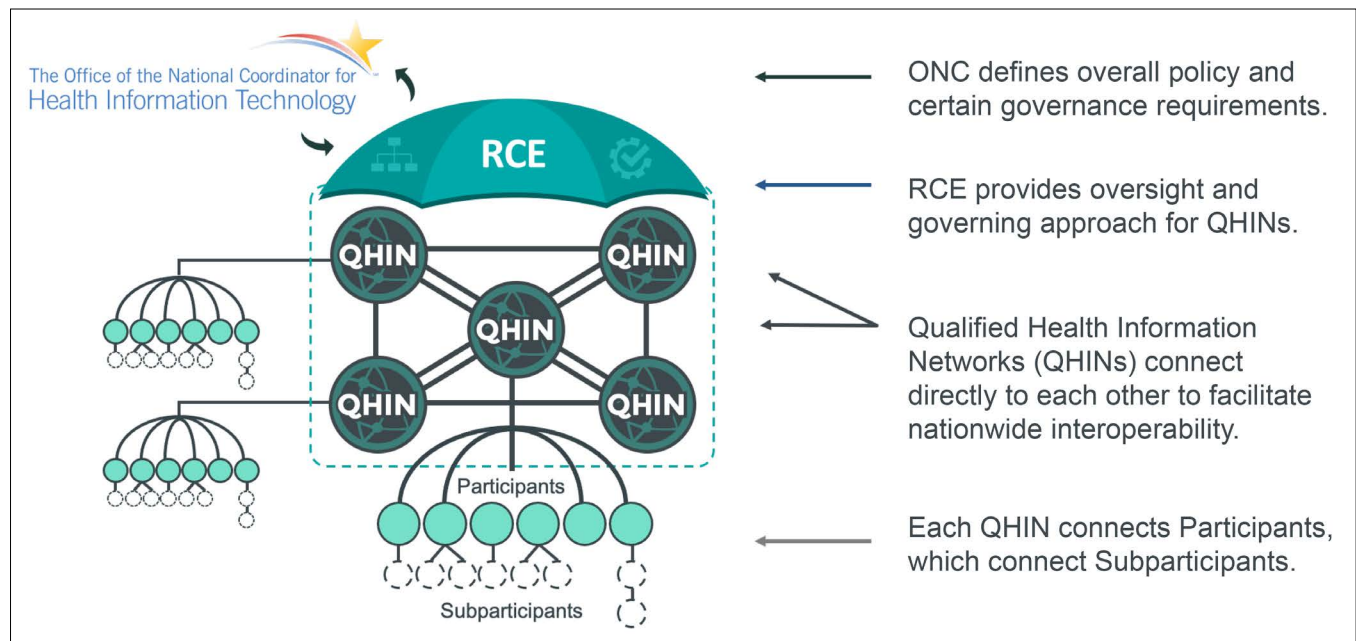 The Office of the National Coordinator for
Health Information Technology
RCE
QHIN
QHIN
QHIN
QHIN
QHIN
Participants
Subparticipants
ONC defines overall policy and
certain governance requirements.
RCE provides oversight and
governing approach for QHINs.
Qualified Health Information
Networks (QHINs) connect
directly to each other to facilitate
nationwide interoperability.
Each QHIN connects Participants,
which connect Subparticipants.